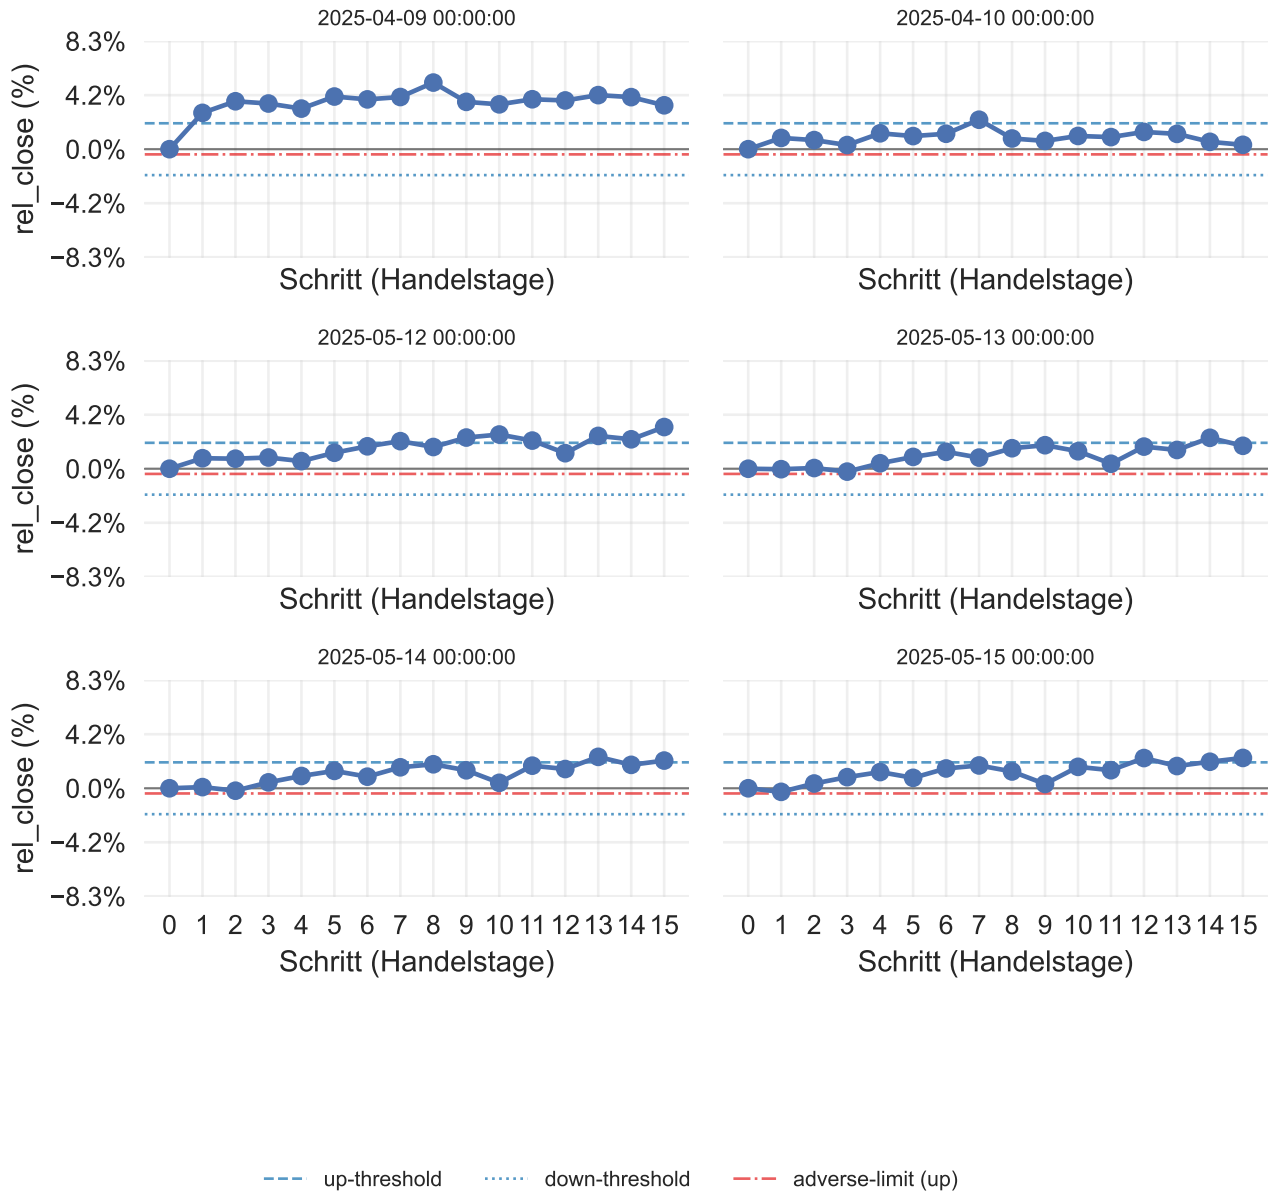 2025-04-09 00:00:00
8.3%
4.2%
0.0%
−4.2%
−8.3%
rel_close (%)
Schritt (Handelstage)
2025-04-10 00:00:00
Schritt (Handelstage)
2025-05-12 00:00:00
8.3%
4.2%
0.0%
−4.2%
−8.3%
rel_close (%)
Schritt (Handelstage)
2025-05-13 00:00:00
Schritt (Handelstage)
2025-05-14 00:00:00
8.3%
4.2%
0.0%
−4.2%
−8.3%
rel_close (%)
0 1 2 3 4 5 6 7 8 9 10 11 12 13 14 15
Schritt (Handelstage)
2025-05-15 00:00:00
0 1 2 3 4 5 6 7 8 9 10 11 12 13 14 15
Schritt (Handelstage)
up-threshold down-threshold adverse-limit (up)